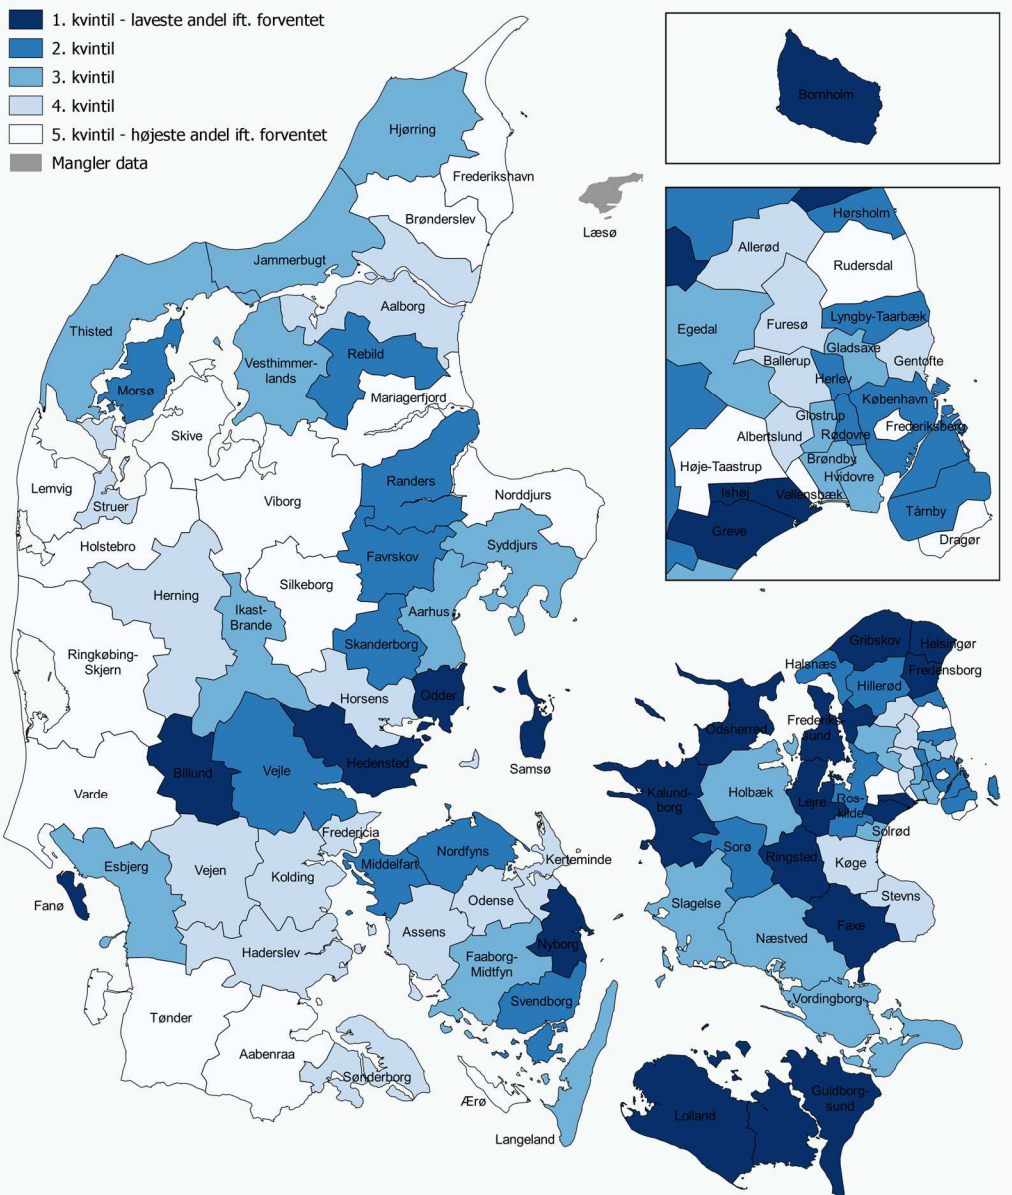 1. kvintil - laveste andel ift. forventet
2. kvintil
3. kvintil
4. kvintil
5. kvintil - højeste andel ift. forventet
Mangler data
Hjørring
Frederikshavn
Brønderslev
Læsø
Jammerbugt
Aalborg
Thisted
Vesthimmer-
lands
Rebild
Morsø
Mariagerfjord
Skive
Lemvig
Struer
Viborg
Randers
Norddjurs
Holstebro
Favrskov
Syddjurs
Herning
Silkeborg
Ikast-
Brande
Aarhus
Skanderborg
Ringkøbing-
Skjern
Horsens
Odder
Samsø
Billund
Vejle
Hedensted
Varde
Fredericia
Esbjerg
Vejen
Kolding
Fanø
Haderslev
Tønder
Aabenraa
Sønderborg
Middelfart
Nordfyns
Kerteminde
Odense
Assens
Nyborg
Faaborg-
Midtfyn
Svendborg
Ærø
Langeland
Bornholm
Hørsholm
Allerød
Rudersdal
Egedal
Furesø
Lyngby-Taarbæk
Gladsaxe
Ballerup
Gentofte
Herlev
København
Glostrup
Frederiksberg
Albertslund
Rødovre
Høje-Taastrup
Brøndby
Hvidovre
Ishøj
Vallensbæk
Greve
Tårnby
Dragør
Gribskov
Helsingør
Halsnæs
Fredensborg
Hillerød
Odsherred
Frederiks-
sund
Kalund-
borg
Holbæk
Lejre
Ros-
kilde
Solrød
Sorø
Ringsted
Køge
Stevns
Slagelse
Faxe
Næstved
Vordingborg
Guldborg-
sund
Lolland